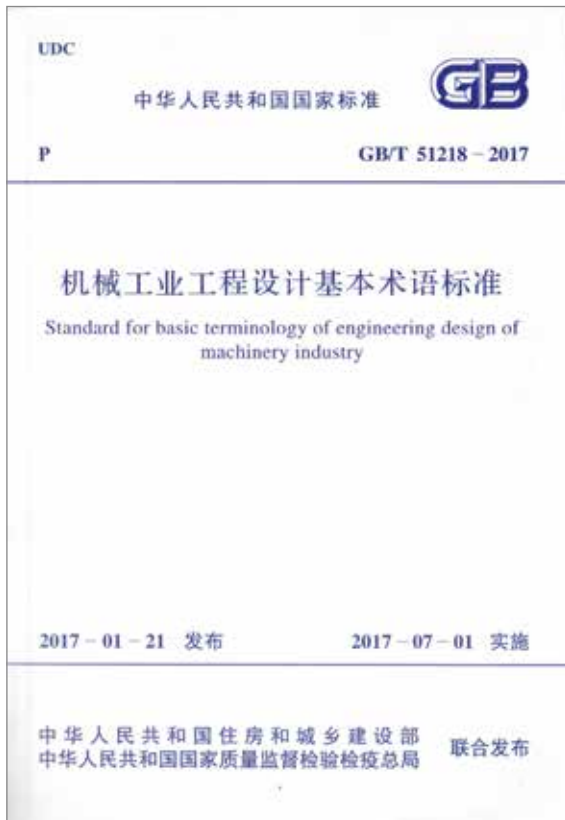 UDC
中华人民共和国国家标准
GB
P
GB/T 51218－2017
机械工业工程设计基本术语标准
Standard for basic terminology of engineering design of
machinery industry
2017－01－21 发布
2017－07－01 实施
中华人民共和国住房和城乡建设部
中华人民共和国国家质量监督检验检疫总局
联合发布